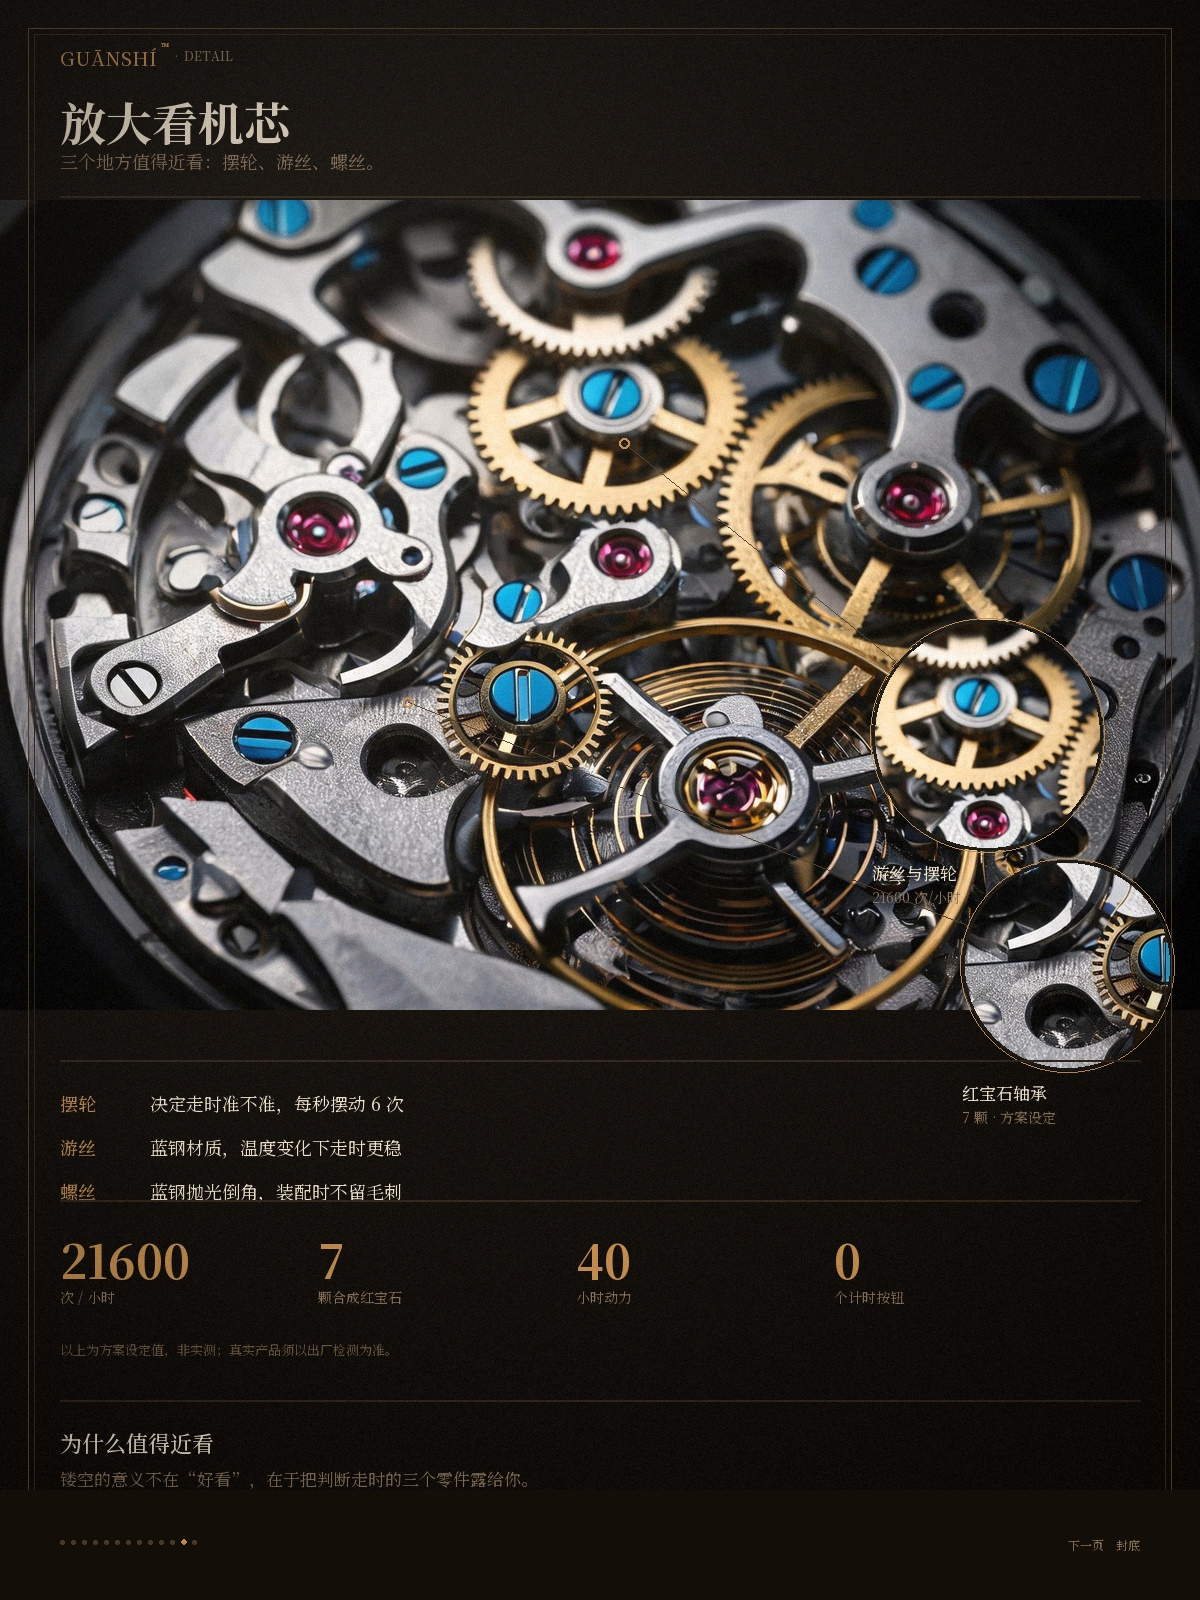 GUĀNSHÍ™ · DETAIL
放大看机芯
三个地方值得近看：摆轮、游丝、螺丝。
游丝与摆轮
21600 次/小时
红宝石轴承
7 颗 · 方案设定
摆轮 决定走时准不准，每秒摆动 6 次
游丝 蓝钢材质，温度变化下走时更稳
螺丝 蓝钢抛光倒角，装配时不留毛刺
21600 7 40 0
次 / 小时 颗合成红宝石 小时动力 个计时按钮
以上为方案设定值，非实测；真实产品须以出厂检测为准。
为什么值得近看
镂空的意义不在“好看”，在于把判断走时的三个零件露给你。
下一页 封底